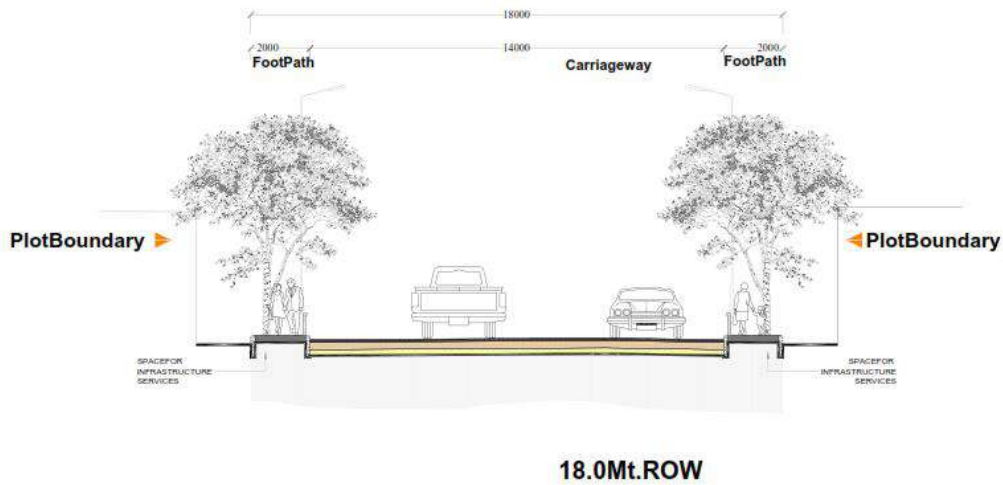 18000
2000 14000 2000
FootPath Carriageway FootPath
PlotBoundary PlotBoundary
SPACEFOR
INFRASTRUCTURE
SERVICES
SPACEFOR
INFRASTRUCTURE
SERVICES
18.0Mt.ROW